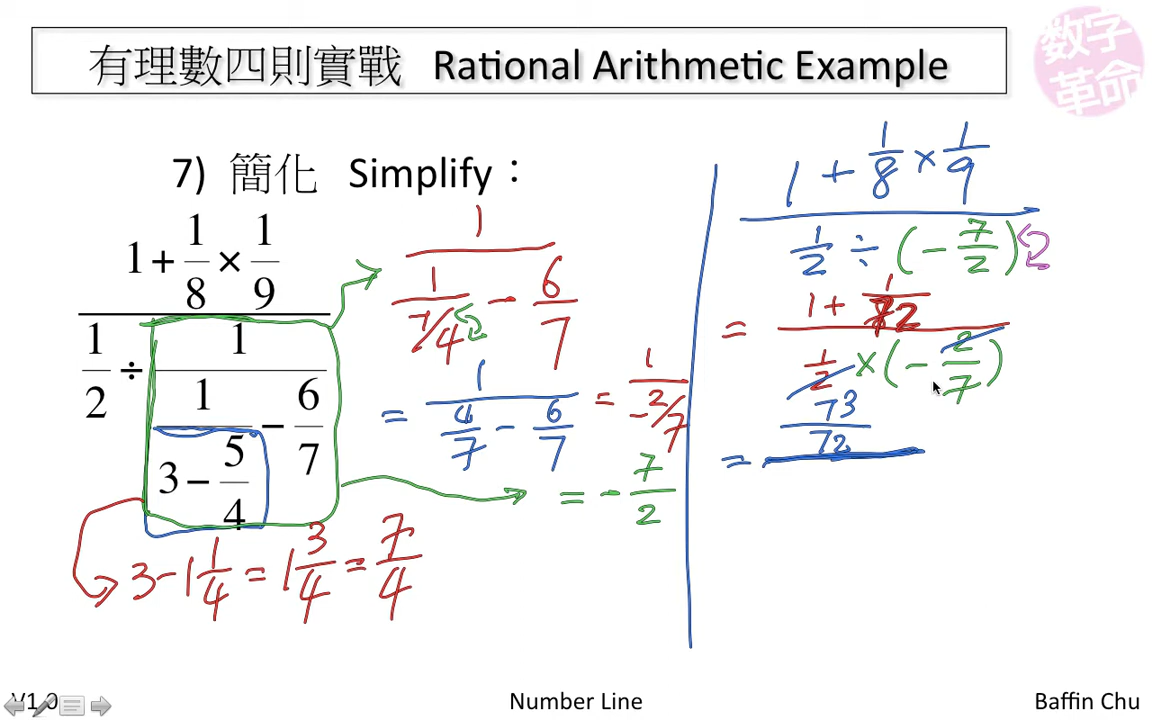 有理數四則實戰 Rational Arithmetic Example
数字
革命
7) 簡化 Simplify：
1 + 1/8 × 1/9
1/2 ÷ 1/(1/(3 − 5/4) − 6/7)
3 - 1 1/4 = 1 3/4 = 7/4
1/(1/(7/4) - 6/7)
= 1/(4/7 - 6/7) = 1/(-2/7)
= - 7/2
1 + 1/8 × 1/9
1/2 ÷ (- 7/2)
= 1 + 1/72
1/2 × (- 2/7)
= 73/72
V1.0
Number Line
Baffin Chu